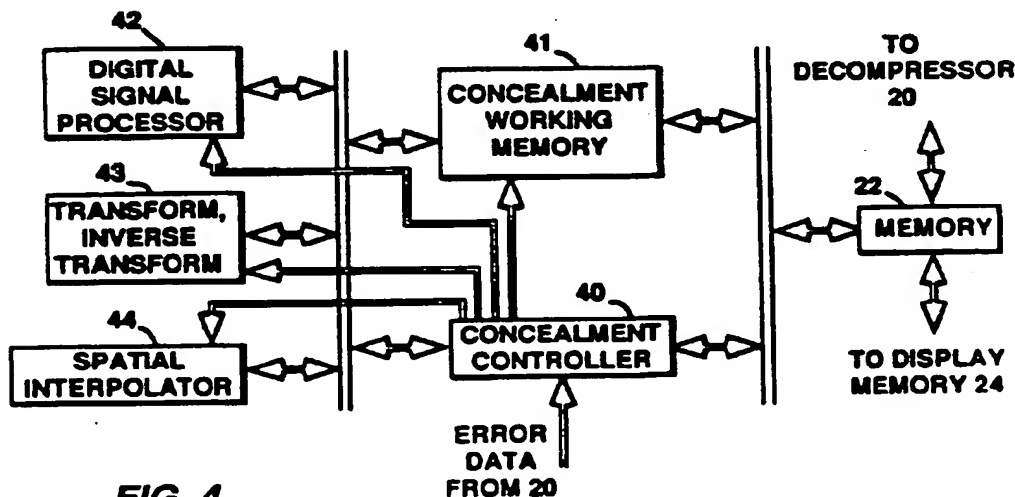 42
DIGITAL
SIGNAL
PROCESSOR
43
TRANSFORM,
INVERSE
TRANSFORM
44
SPATIAL
INTERPOLATOR
41
CONCEALMENT
WORKING
MEMORY
40
CONCEALMENT
CONTROLLER
ERROR
DATA
FROM 20
TO
DECOMPRESSOR
20
22
MEMORY
TO DISPLAY
MEMORY 24
FIG. 4